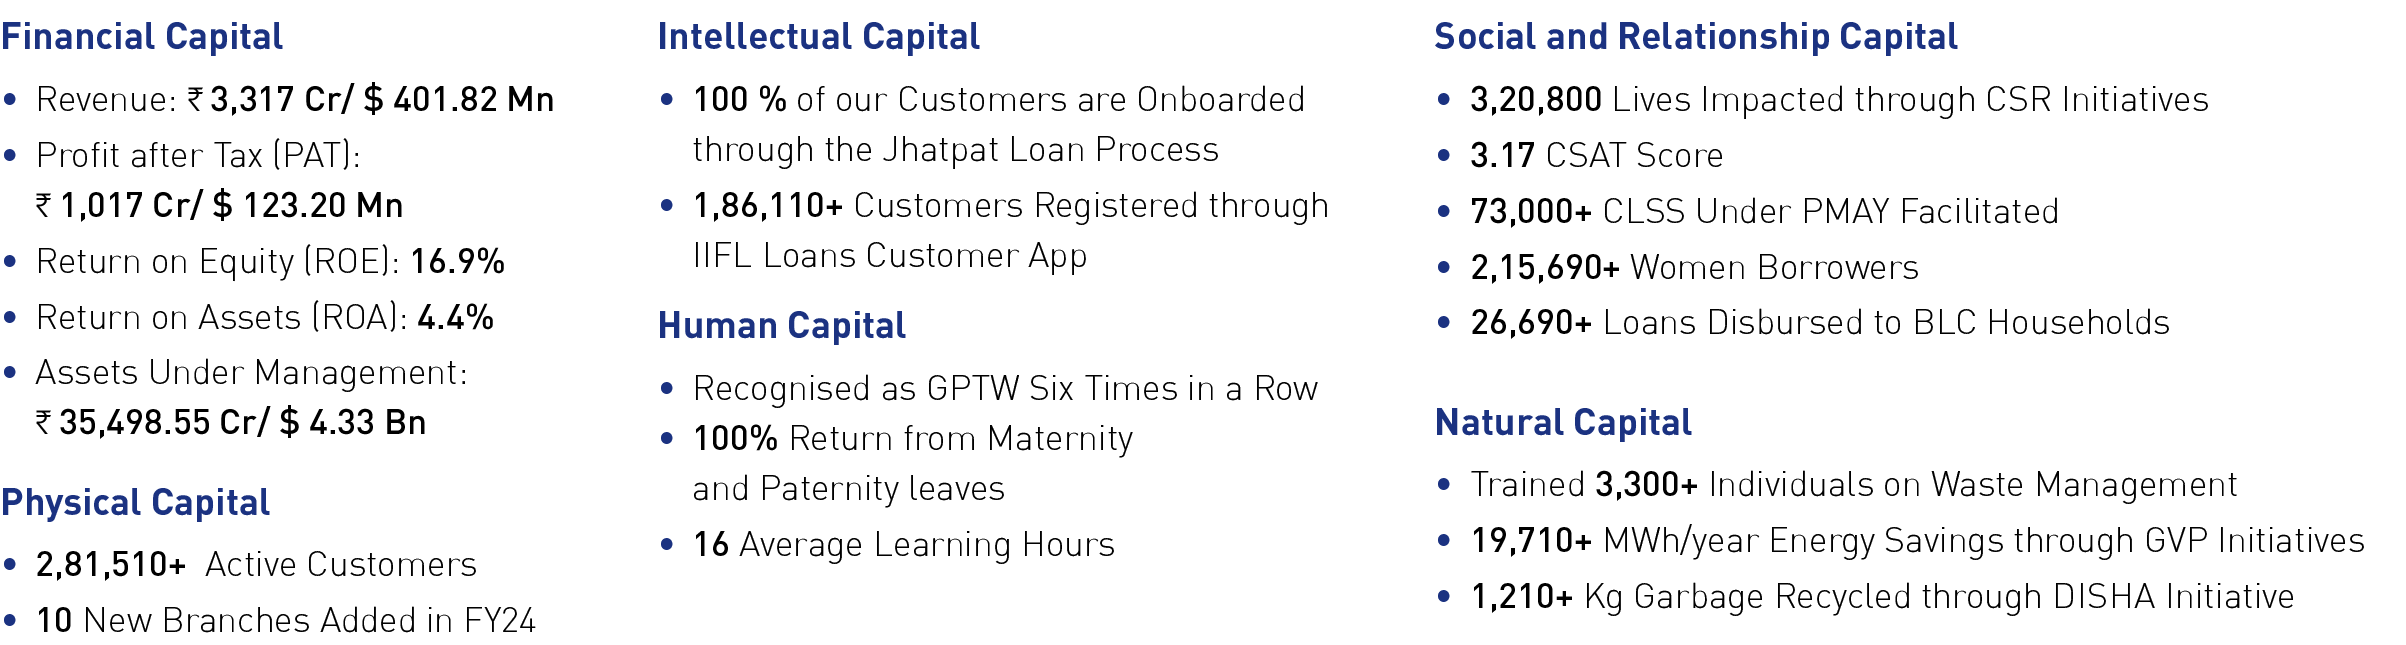 Financial Capital
• Revenue: ₹ 3,317 Cr/ $ 401.82 Mn
• Profit after Tax (PAT):
₹ 1,017 Cr/ $ 123.20 Mn
• Return on Equity (ROE): 16.9%
• Return on Assets (ROA): 4.4%
• Assets Under Management:
₹ 35,498.55 Cr/ $ 4.33 Bn
Physical Capital
• 2,81,510+ Active Customers
• 10 New Branches Added in FY24
Intellectual Capital
• 100 % of our Customers are Onboarded
through the Jhatpat Loan Process
• 1,86,110+ Customers Registered through
IIFL Loans Customer App
Human Capital
• Recognised as GPTW Six Times in a Row
• 100% Return from Maternity
and Paternity leaves
• 16 Average Learning Hours
Social and Relationship Capital
• 3,20,800 Lives Impacted through CSR Initiatives
• 3.17 CSAT Score
• 73,000+ CLSS Under PMAY Facilitated
• 2,15,690+ Women Borrowers
• 26,690+ Loans Disbursed to BLC Households
Natural Capital
• Trained 3,300+ Individuals on Waste Management
• 19,710+ MWh/year Energy Savings through GVP Initiatives
• 1,210+ Kg Garbage Recycled through DISHA Initiative